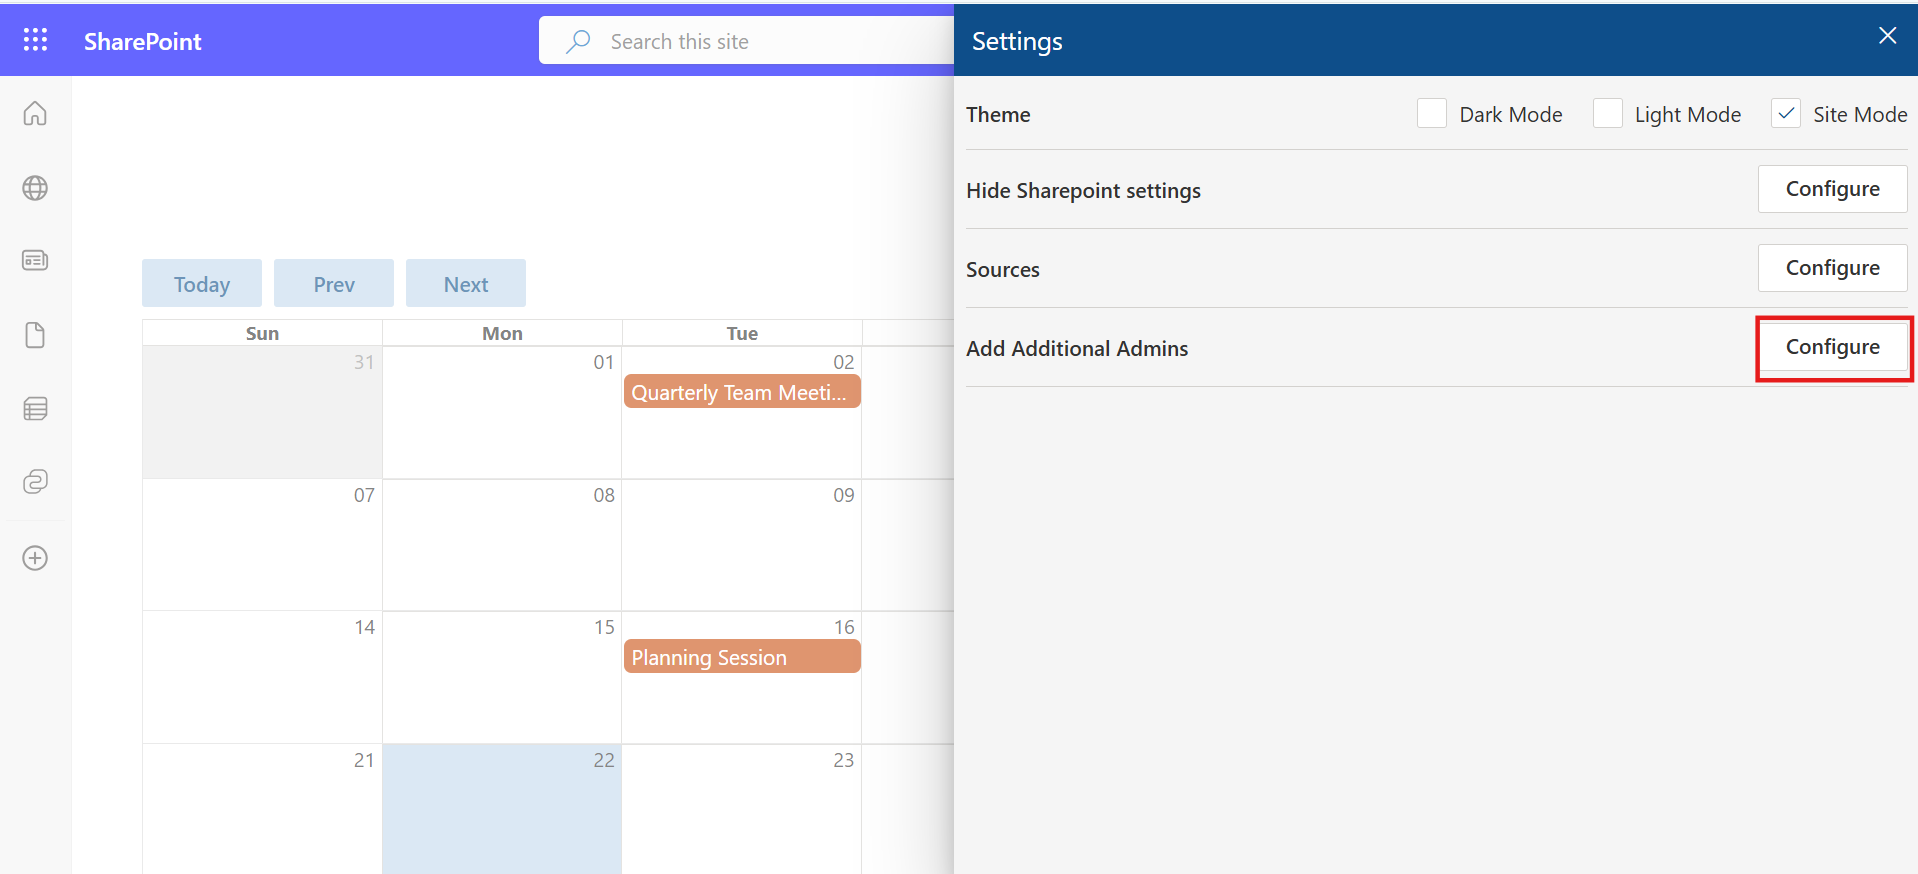 SharePoint
Search this site
Settings
Theme
Dark Mode
Light Mode
Site Mode
Hide Sharepoint settings
Configure
Sources
Configure
Add Additional Admins
Configure
Today
Prev
Next
Sun
Mon
Tue
31
01
02
Quarterly Team Meeti...
07
08
09
14
15
16
Planning Session
21
22
23